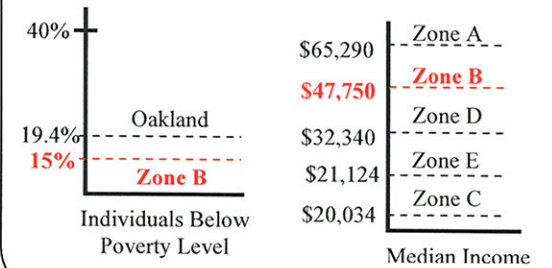 40%
Oakland
19.4%
15%
Zone B
Individuals Below
Poverty Level
Zone A
$65,290
Zone B
$47,750
Zone D
$32,340
Zone E
$21,124
Zone C
$20,034
Median Income